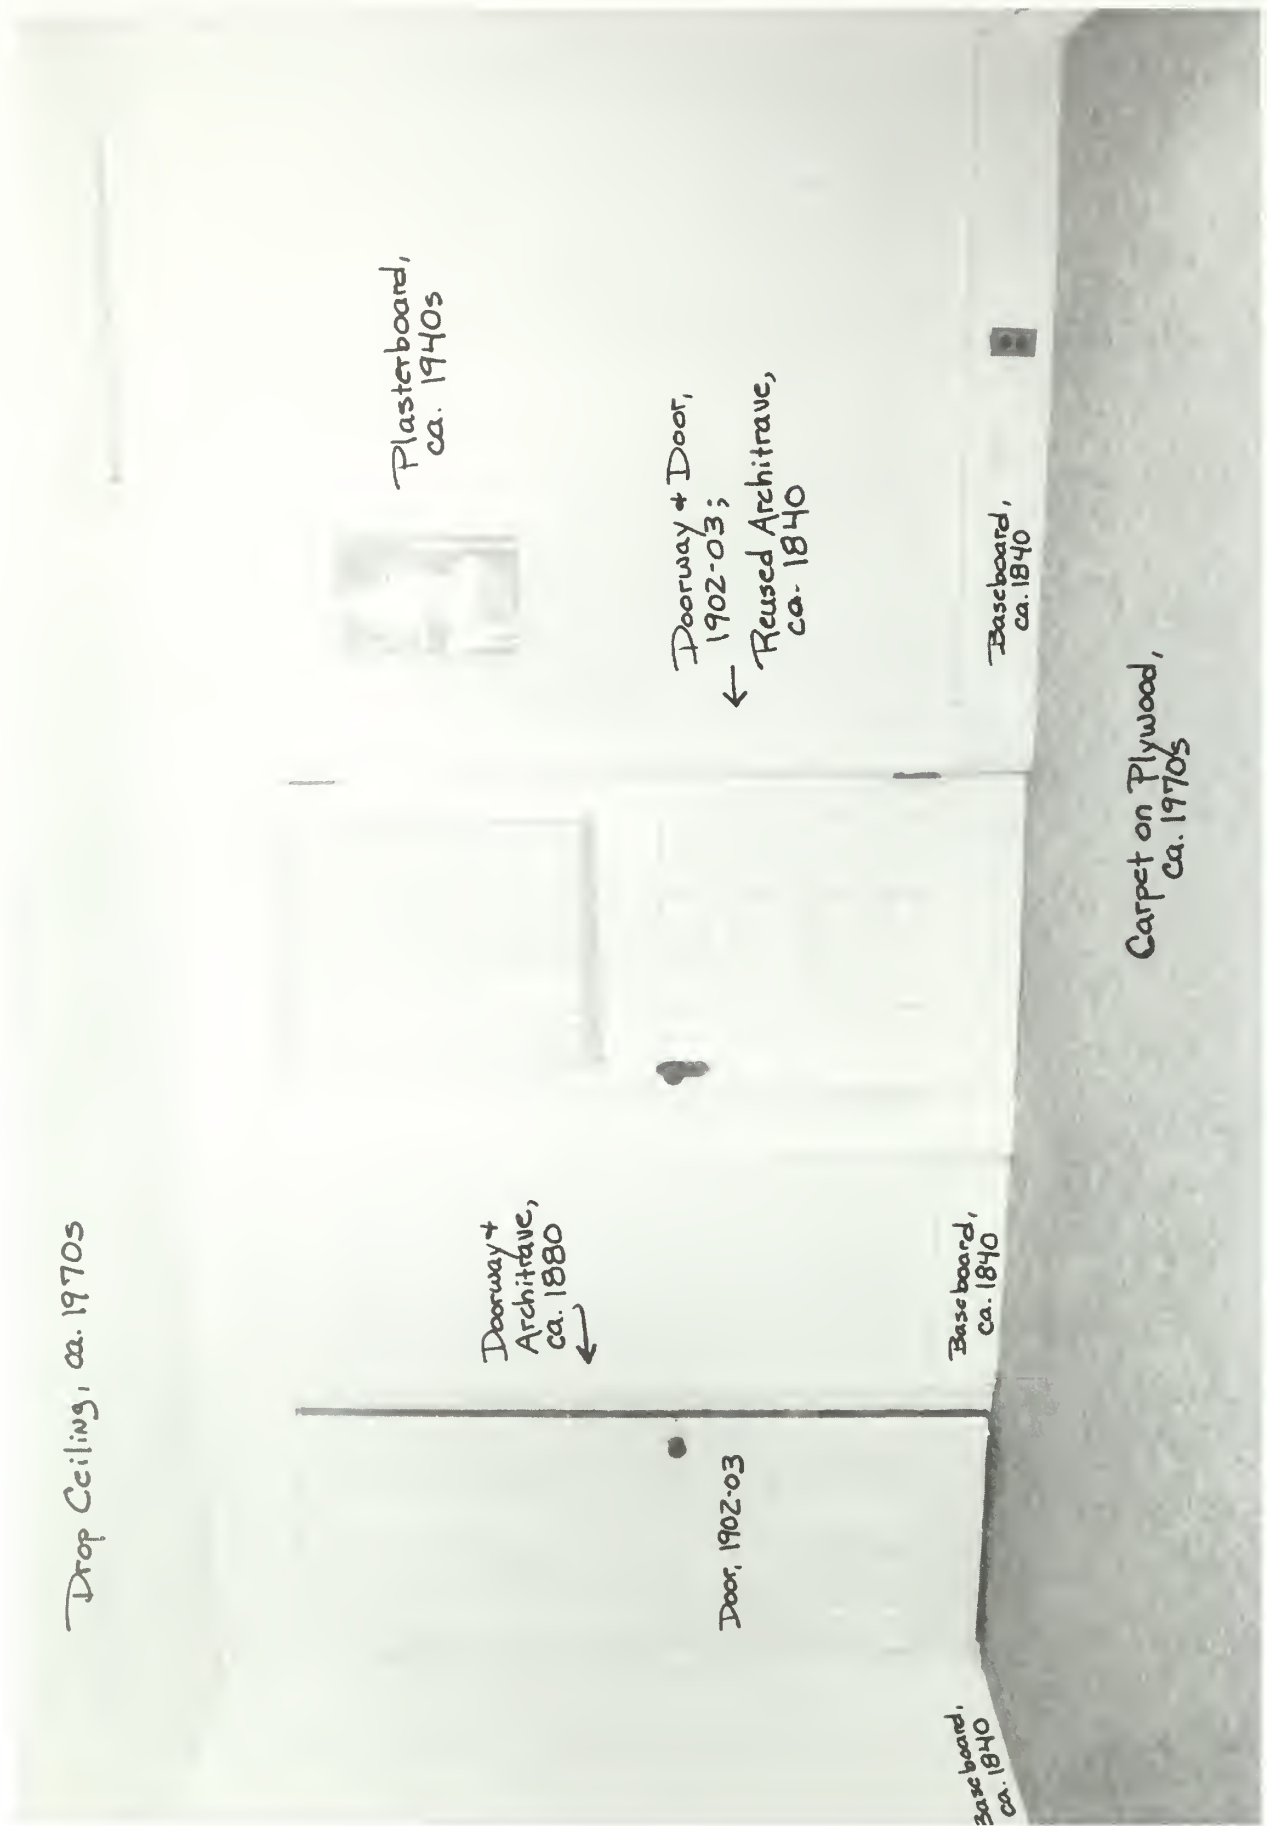 Drop Ceiling, ca. 1970s
Plasterboard,
ca. 1940s
Doorway &
Architrave,
ca. 1880
Doorway & Door,
1902-03;
Reused Architrave,
ca. 1840
Door, 1902-03
Baseboard,
ca. 1840
Baseboard,
ca. 1840
Baseboard,
ca. 1840
Carpet on Plywood,
ca. 1970s